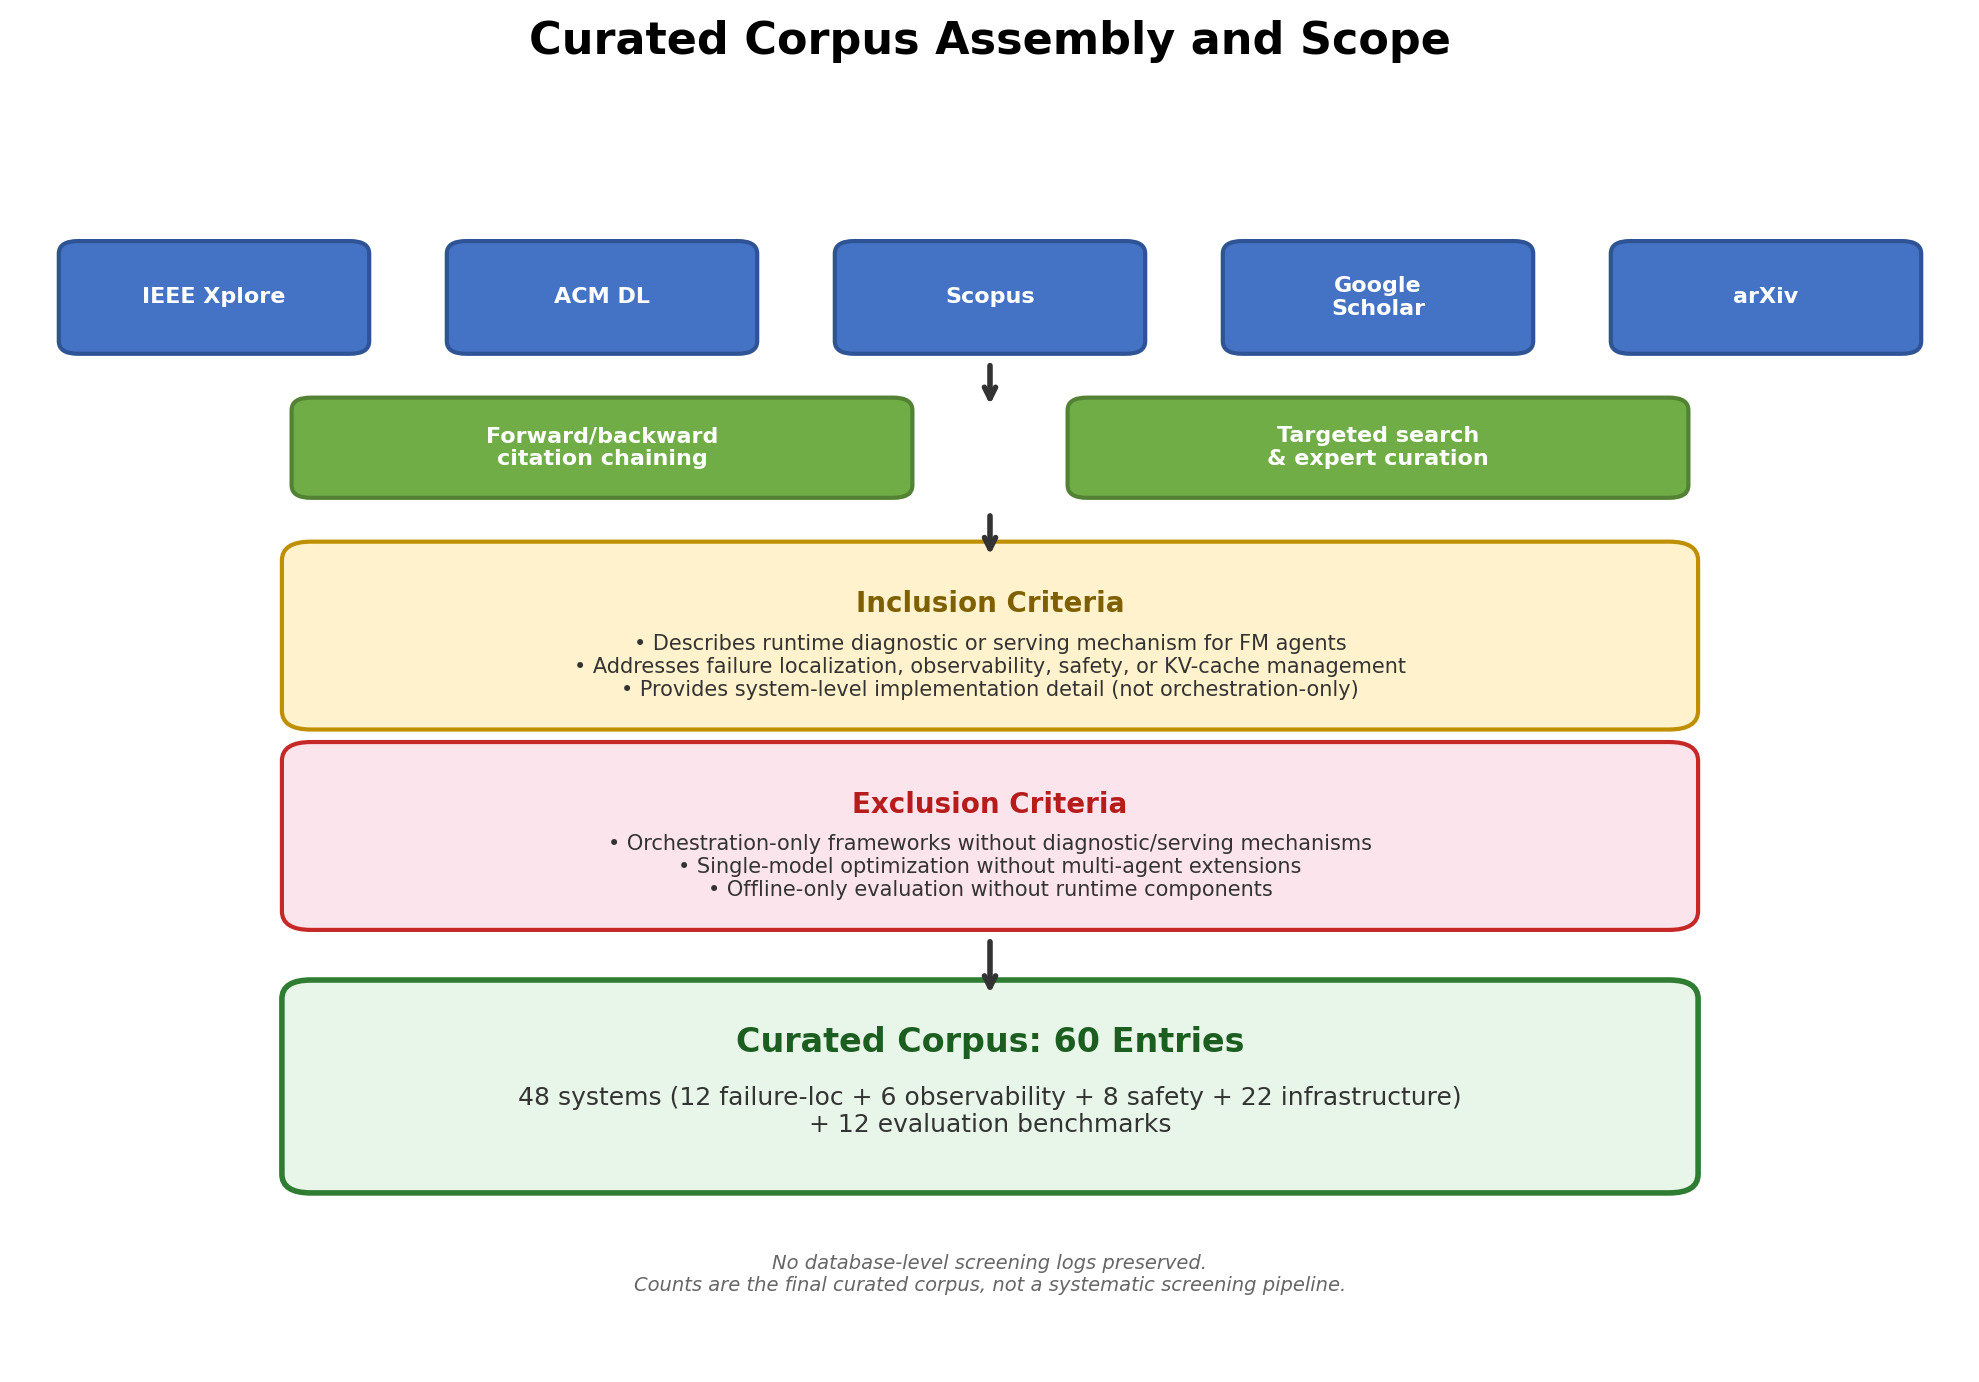 Curated Corpus Assembly and Scope
IEEE Xplore
ACM DL
Scopus
Google
Scholar
arXiv
Forward/backward
citation chaining
Targeted search
& expert curation
Inclusion Criteria
• Describes runtime diagnostic or serving mechanism for FM agents
• Addresses failure localization, observability, safety, or KV-cache management
• Provides system-level implementation detail (not orchestration-only)
Exclusion Criteria
• Orchestration-only frameworks without diagnostic/serving mechanisms
• Single-model optimization without multi-agent extensions
• Offline-only evaluation without runtime components
Curated Corpus: 60 Entries
48 systems (12 failure-loc + 6 observability + 8 safety + 22 infrastructure)
+ 12 evaluation benchmarks
No database-level screening logs preserved.
Counts are the final curated corpus, not a systematic screening pipeline.